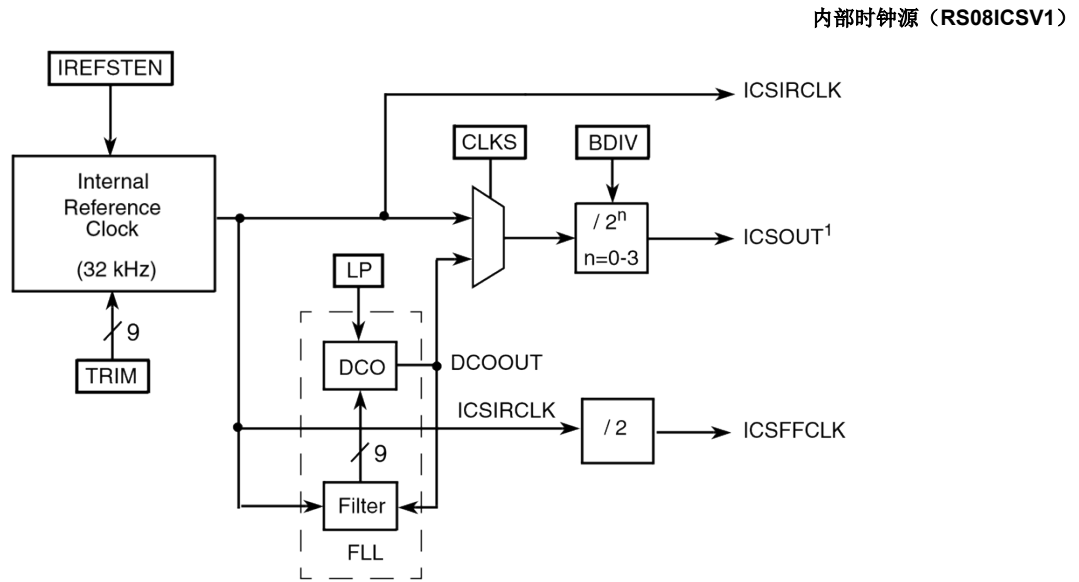 内部时钟源（RS08ICSV1）
IREFSTEN
ICSIRCLK
CLKS
BDIV
Internal
Reference
Clock
(32 kHz)
/ 2ⁿ
n=0-3
ICSOUT¹
LP
9
TRIM
DCO
DCOOUT
ICSIRCLK
/ 2
ICSFFCLK
9
Filter
FLL